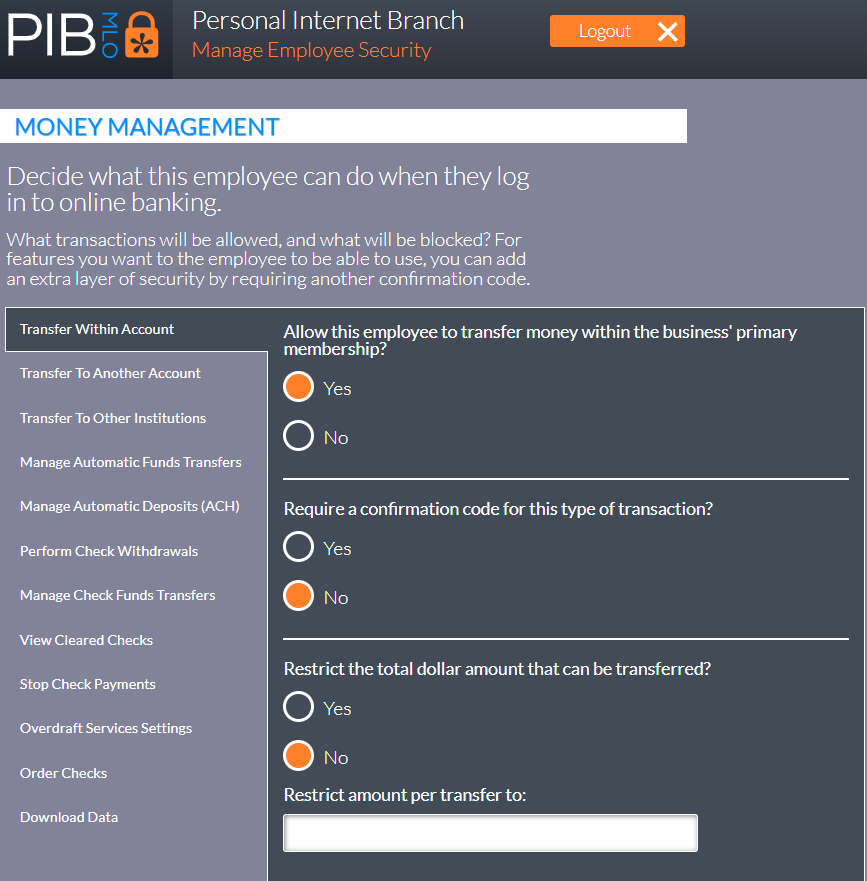 PIB MLO
Personal Internet Branch
Manage Employee Security
Logout
MONEY MANAGEMENT
Decide what this employee can do when they log
in to online banking.
What transactions will be allowed, and what will be blocked? For
features you want to the employee to be able to use, you can add
an extra layer of security by requiring another confirmation code.
Transfer Within Account
Transfer To Another Account
Transfer To Other Institutions
Manage Automatic Funds Transfers
Manage Automatic Deposits (ACH)
Perform Check Withdrawals
Manage Check Funds Transfers
View Cleared Checks
Stop Check Payments
Overdraft Services Settings
Order Checks
Download Data
Allow this employee to transfer money within the business' primary
membership?
Yes
No
Require a confirmation code for this type of transaction?
Yes
No
Restrict the total dollar amount that can be transferred?
Yes
No
Restrict amount per transfer to: